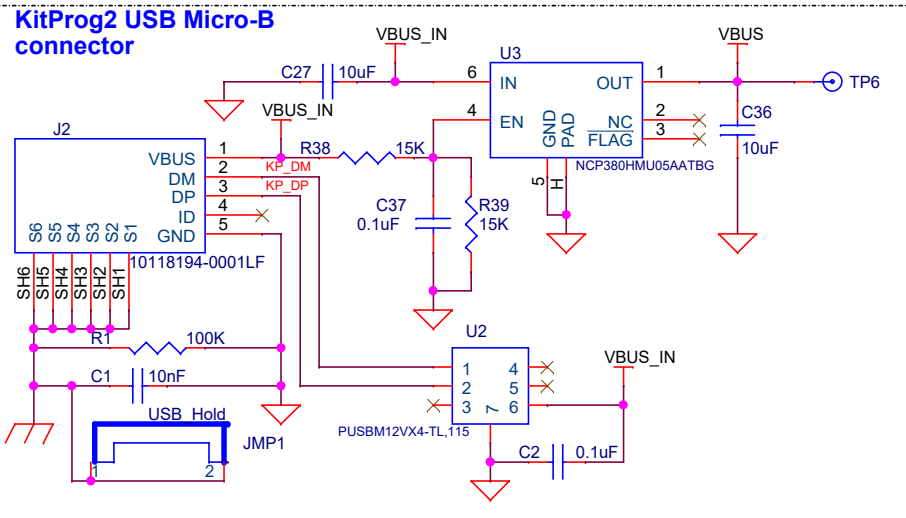 KitProg2 USB Micro-B
connector
VBUS_IN
VBUS
U3
C27
10uF
6
IN
OUT
1
TP6
VBUS_IN
4
EN
GND
PAD
NC
2
FLAG
3
C36
10uF
NCP380HMU05AATBG
5
H
J2
VBUS
1
R38
15K
DM
2
KP_DM
DP
3
KP_DP
ID
4
GND
5
S6
S5
S4
S3
S2
S1
10118194-0001LF
C37
0.1uF
R39
15K
SH6
SH5
SH4
SH3
SH2
SH1
R1
100K
U2
VBUS_IN
1
4
2
5
3
7
6
C1
10nF
PUSBM12VX4-TL,115
USB_Hold
JMP1
1
2
C2
0.1uF